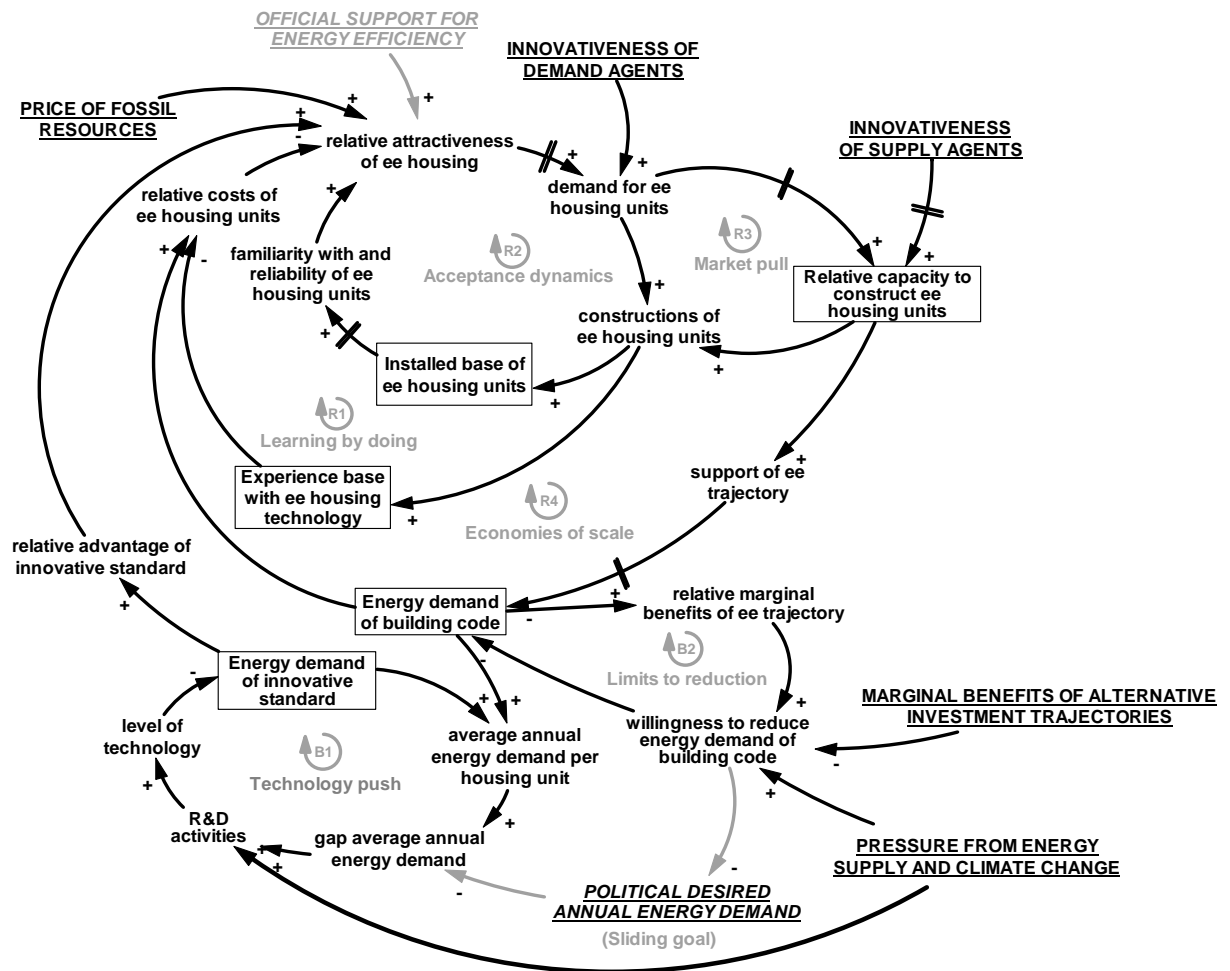 OFFICIAL SUPPORT FOR
ENERGY EFFICIENCY
INNOVATIVENESS OF
DEMAND AGENTS
PRICE OF FOSSIL
RESOURCES
INNOVATIVENESS
OF SUPPLY AGENTS
relative attractiveness
of ee housing
relative costs of
ee housing units
demand for ee
housing units
familiarity with and
reliability of ee
housing units
R2
Acceptance dynamics
R3
Market pull
Relative capacity to
construct ee
housing units
constructions of
ee housing units
Installed base of
ee housing units
R1
Learning by doing
Experience base
with ee housing
technology
R4
Economies of scale
support of ee
trajectory
relative advantage of
innovative standard
Energy demand
of building code
relative marginal
benefits of ee trajectory
Energy demand
of innovative
standard
B2
Limits to reduction
MARGINAL BENEFITS OF ALTERNATIVE
INVESTMENT TRAJECTORIES
level of
technology
B1
Technology push
average annual
energy demand per
housing unit
willingness to reduce
energy demand of
building code
R&D
activities
gap average annual
energy demand
PRESSURE FROM ENERGY
SUPPLY AND CLIMATE CHANGE
POLITICAL DESIRED
ANNUAL ENERGY DEMAND
(Sliding goal)